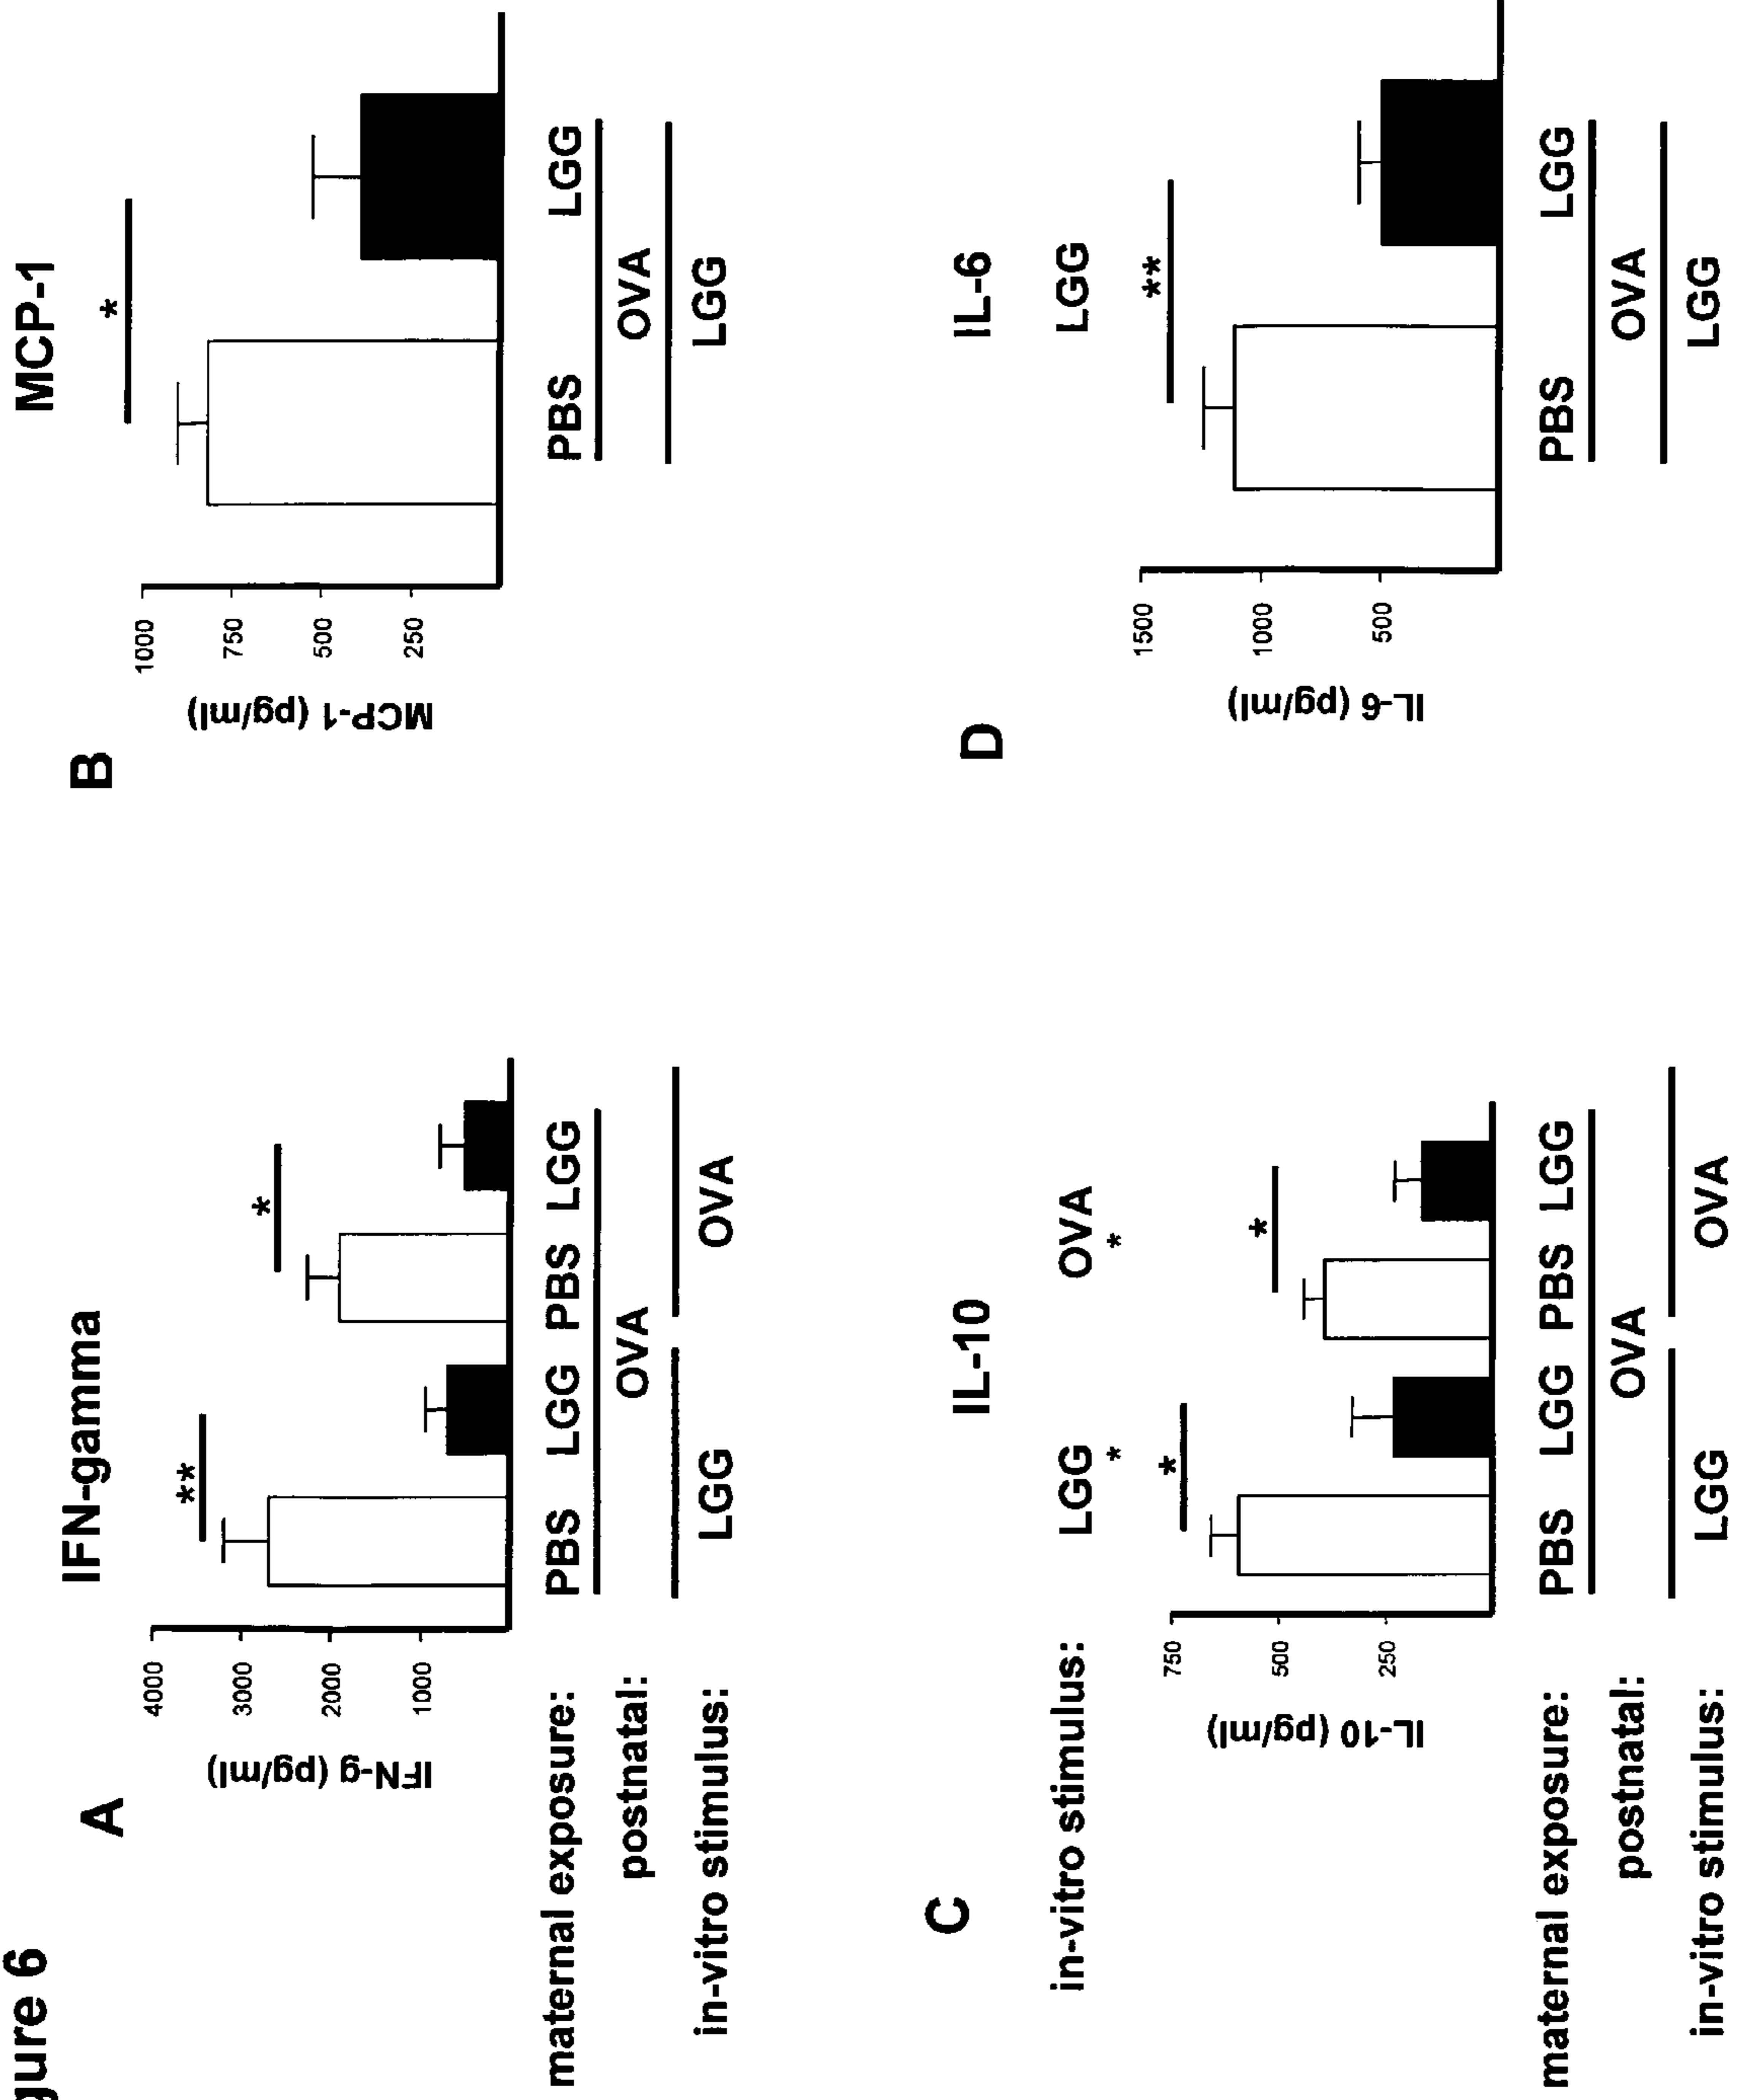 gure 6
A
IFN-gamma
IFN-g (pg/ml)
4000
3000
2000
1000
**
*
maternal exposure: PBS LGG PBS LGG
postnatal: OVA
in-vitro stimulus: LGG OVA
B
MCP-1
MCP-1 (pg/ml)
1000
750
500
250
*
PBS LGG
OVA
LGG
C
IL-10
in-vitro stimulus: LGG OVA
* *
IL-10 (pg/ml)
750
500
250
*
*
maternal exposure: PBS LGG PBS LGG
postnatal: OVA
in-vitro stimulus: LGG OVA
D
IL-6
LGG
IL-6 (pg/ml)
1500
1000
500
**
PBS LGG
OVA
LGG